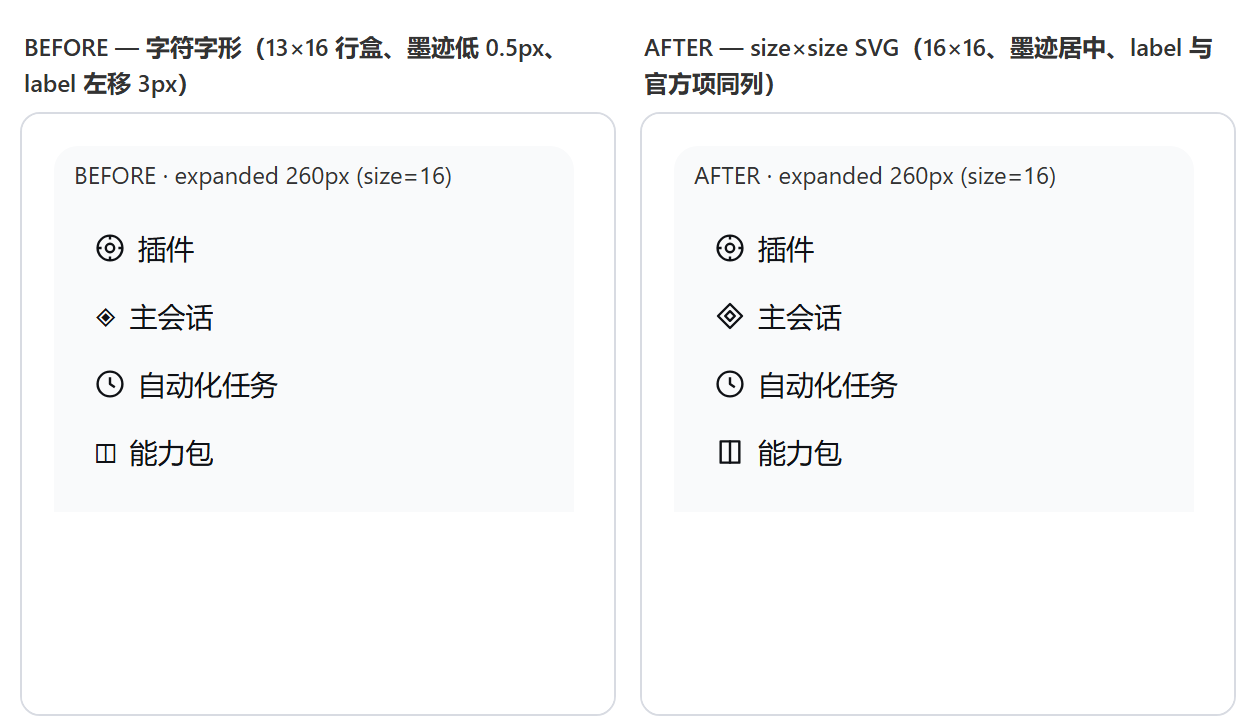 BEFORE — 字符字形（13×16 行盒、墨迹低 0.5px、
label 左移 3px）
BEFORE · expanded 260px (size=16)
插件
主会话
自动化任务
能力包
AFTER — size×size SVG（16×16、墨迹居中、label 与
官方项同列）
AFTER · expanded 260px (size=16)
插件
主会话
自动化任务
能力包